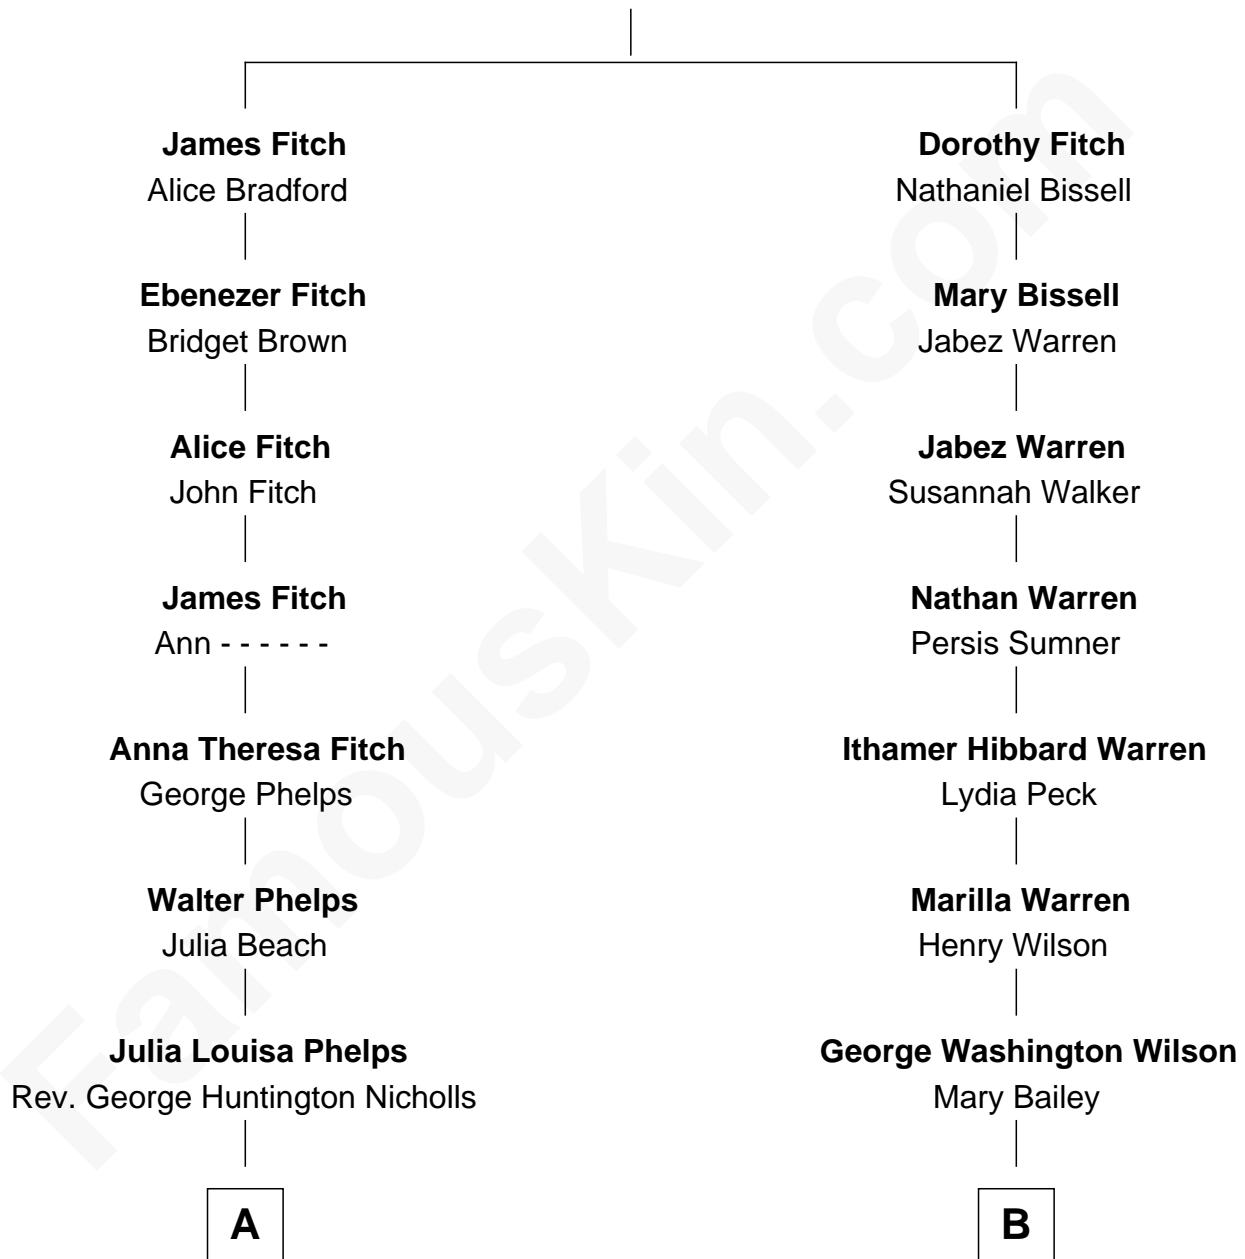 James Fitch
Alice Bradford
Dorothy Fitch
Nathaniel Bissell
Ebenezer Fitch
Bridget Brown
Mary Bissell
Jabez Warren
Alice Fitch
John Fitch
Jabez Warren
Susannah Walker
James Fitch
Ann - - - - - -
Nathan Warren
Persis Sumner
Anna Theresa Fitch
George Phelps
Ithamer Hibbard Warren
Lydia Peck
Walter Phelps
Julia Beach
Marilla Warren
Henry Wilson
Julia Louisa Phelps
Rev. George Huntington Nicholls
George Washington Wilson
Mary Bailey
A
B
FamousKin.com